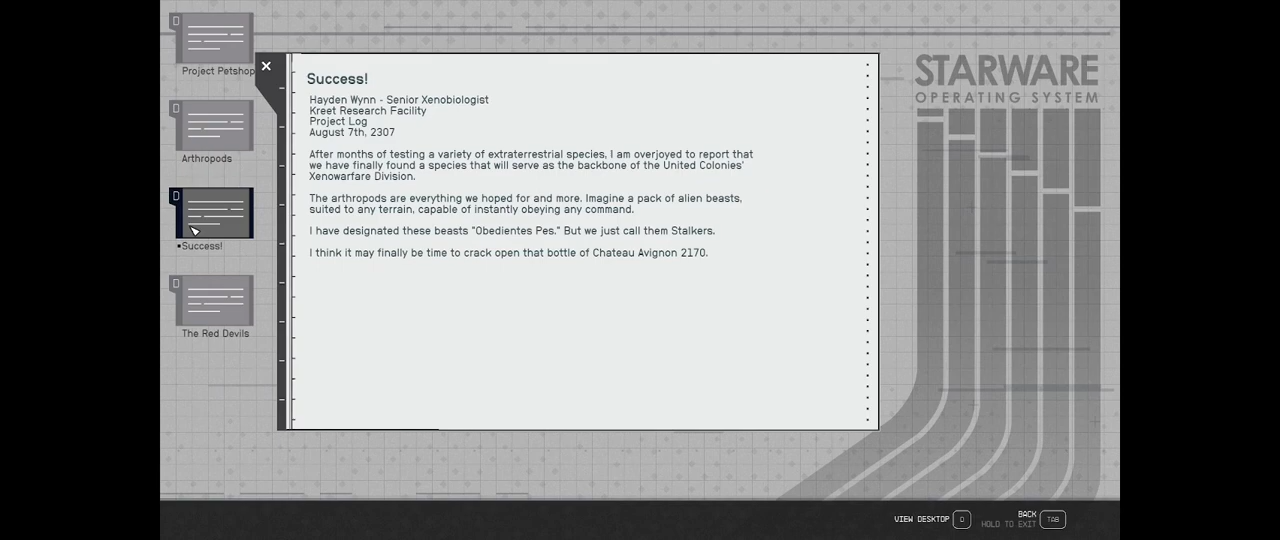 Project Petshop
Arthropods
Success!
The Red Devils
Success!
Hayden Wynn - Senior Xenobiologist
Kreet Research Facility
Project Log
August 7th, 2307
After months of testing a variety of extraterrestrial species, I am overjoyed to report that
we have finally found a species that will serve as the backbone of the United Colonies'
Xenowarfare Division.
The arthropods are everything we hoped for and more. Imagine a pack of alien beasts,
suited to any terrain, capable of instantly obeying any command.
I have designated these beasts "Obedientes Pes." But we just call them Stalkers.
I think it may finally be time to crack open that bottle of Chateau Avignon 2170.
STARWARE
OPERATING SYSTEM
VIEW DESKTOP
BACK
HOLD TO EXIT
TAB